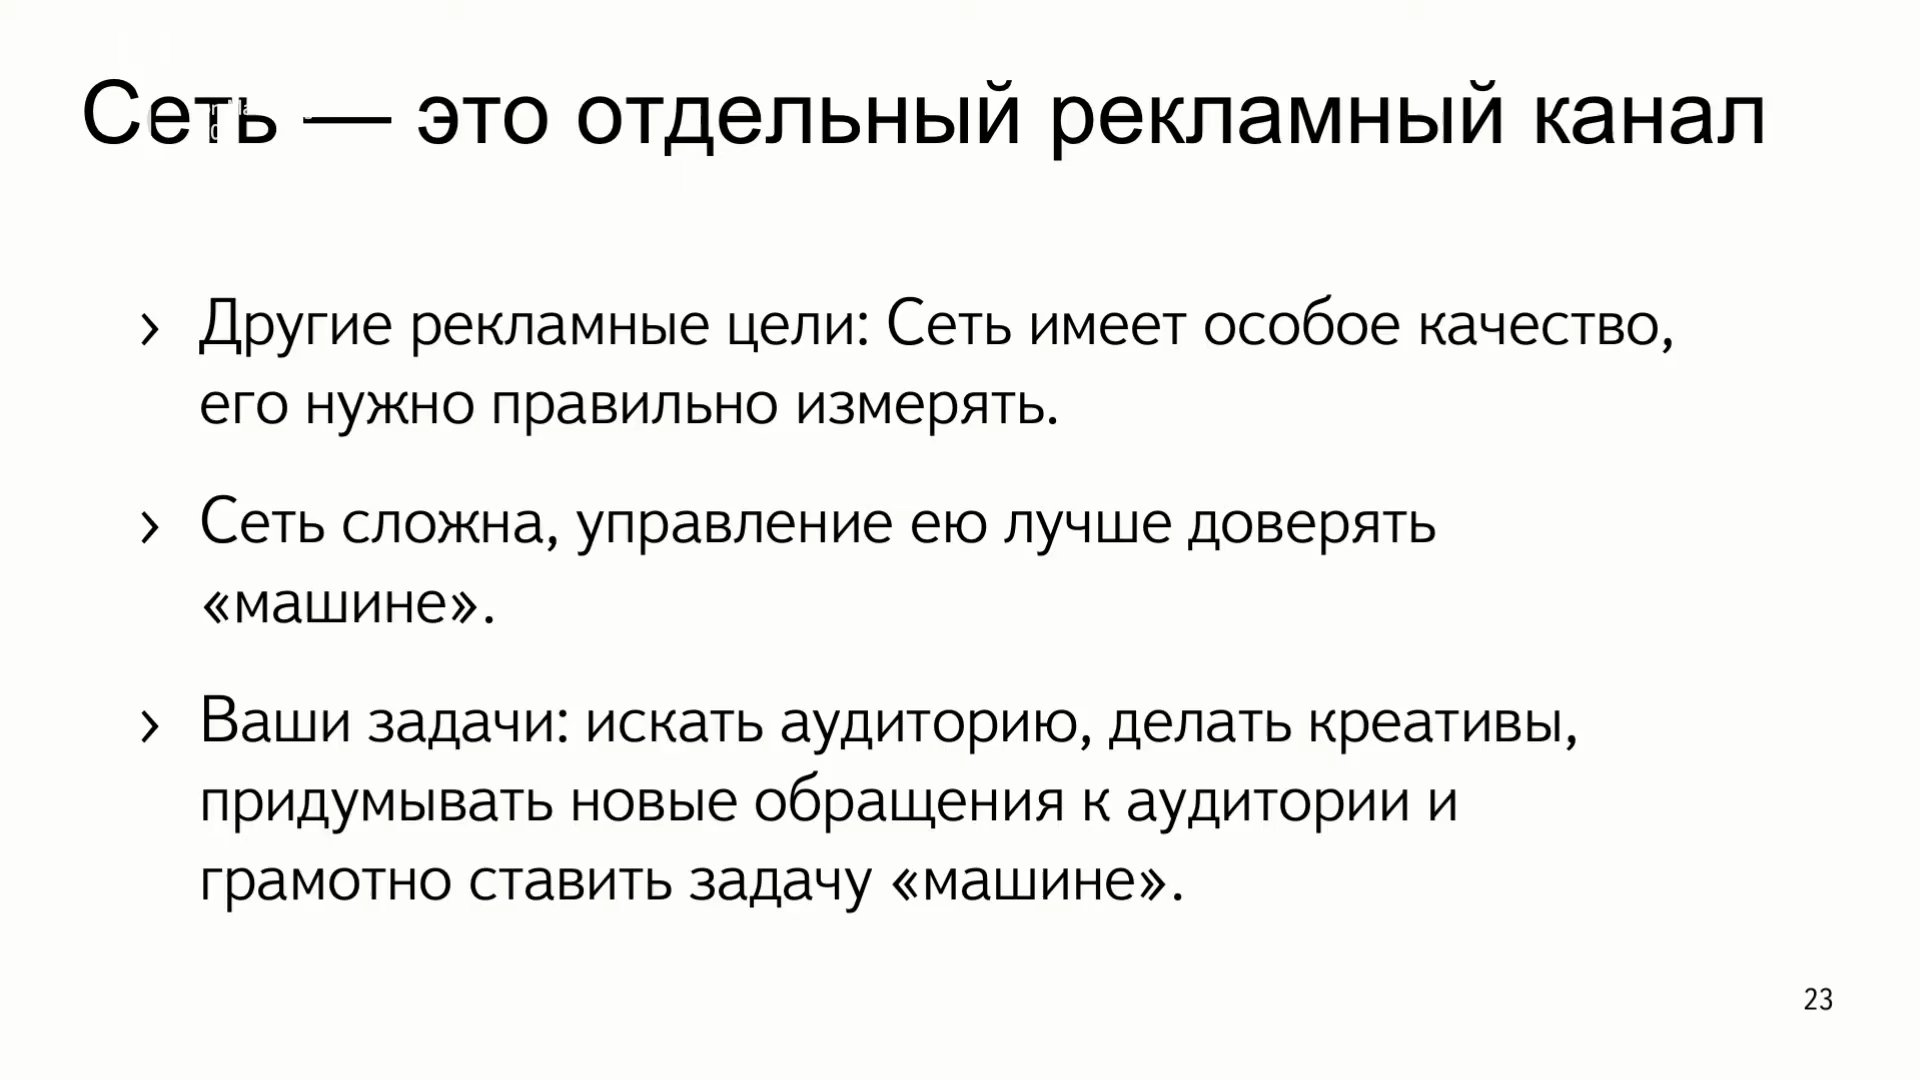 Сеть — это отдельный рекламный канал
› Другие рекламные цели: Сеть имеет особое качество,
его нужно правильно измерять.
› Сеть сложна, управление ею лучше доверять
«машине».
› Ваши задачи: искать аудиторию, делать креативы,
придумывать новые обращения к аудитории и
грамотно ставить задачу «машине».
23